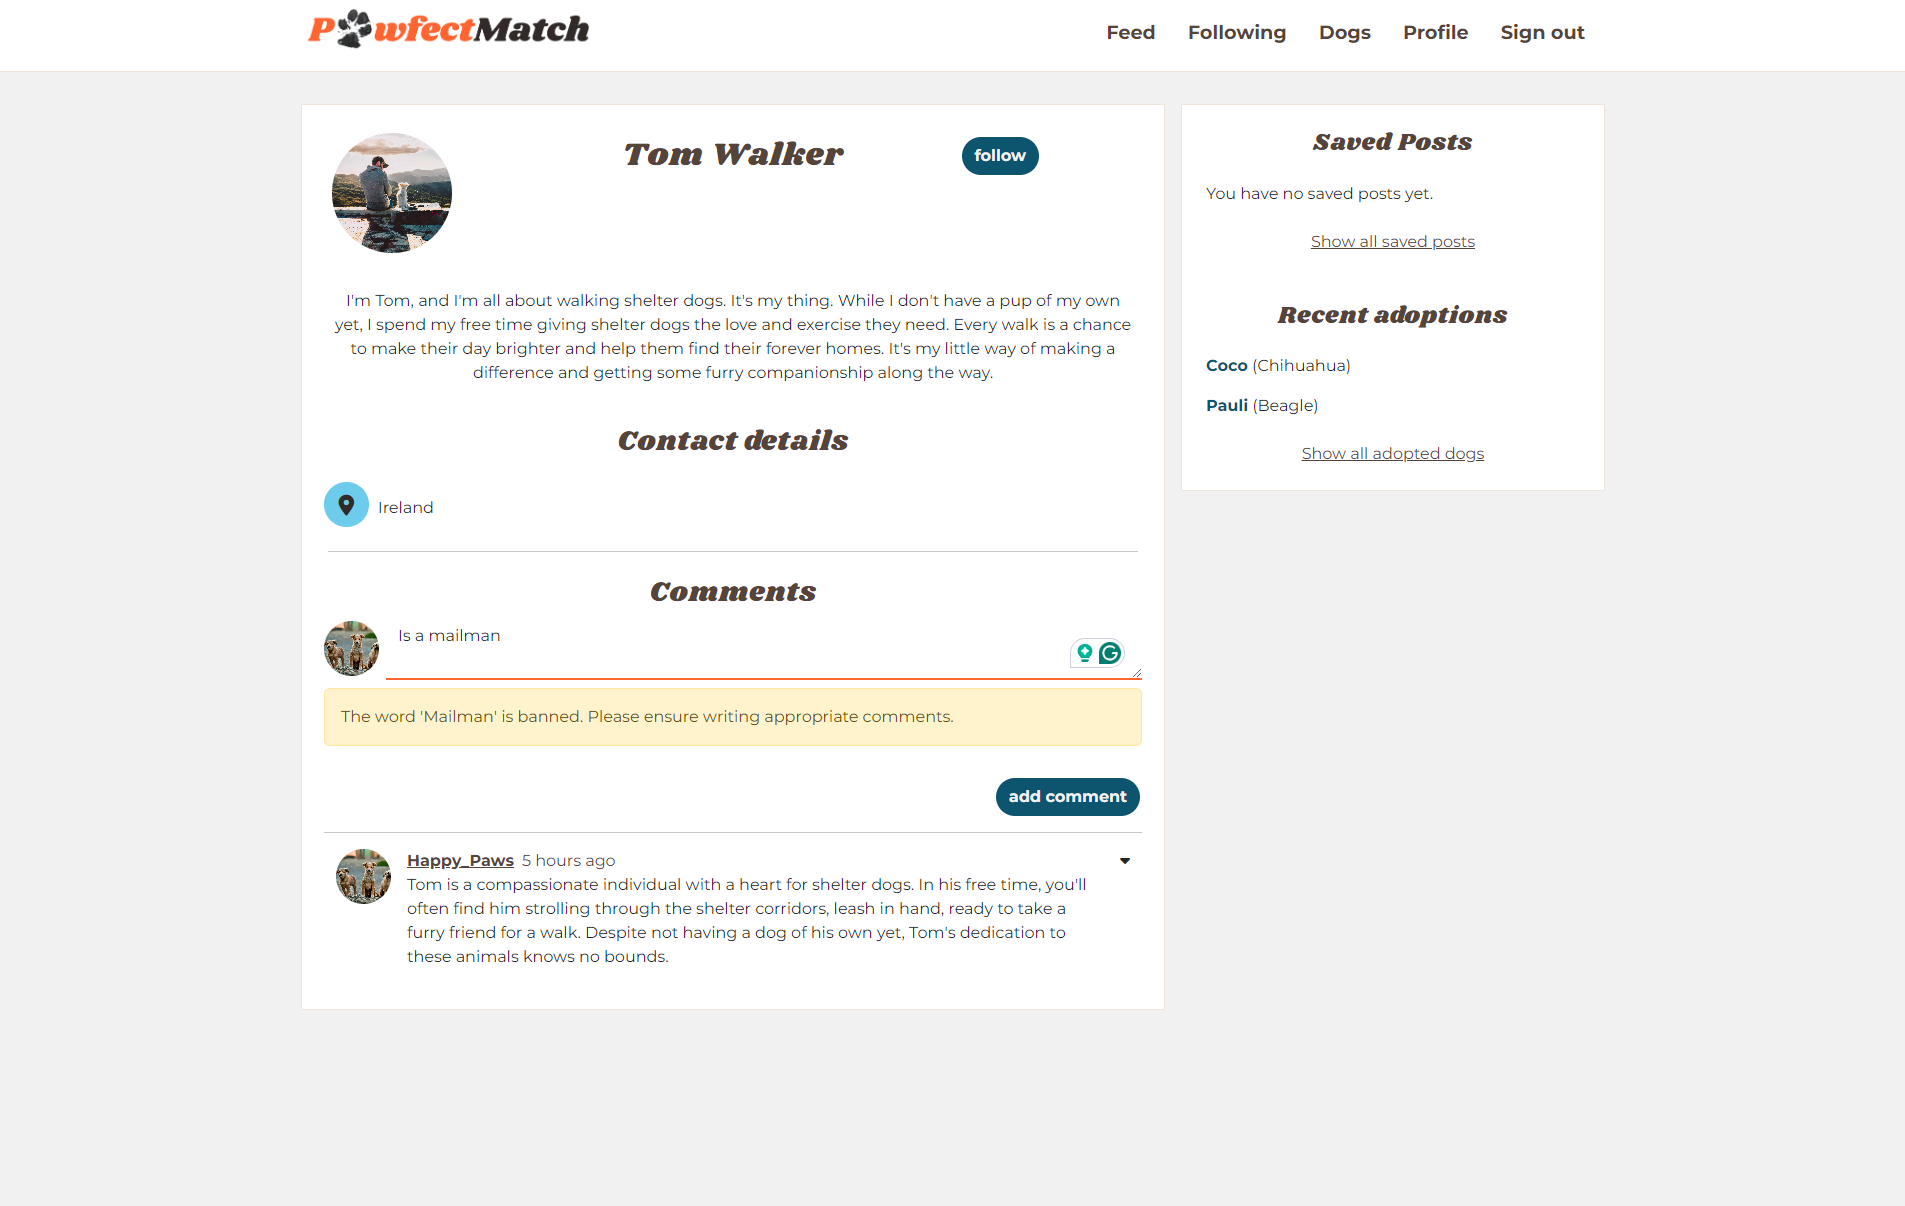 PawfectMatch
Feed
Following
Dogs
Profile
Sign out
Tom Walker
follow
I'm Tom, and I'm all about walking shelter dogs. It's my thing. While I don't have a pup of my own
yet, I spend my free time giving shelter dogs the love and exercise they need. Every walk is a chance
to make their day brighter and help them find their forever homes. It's my little way of making a
difference and getting some furry companionship along the way.
Contact details
Ireland
Comments
Is a mailman
The word 'Mailman' is banned. Please ensure writing appropriate comments.
add comment
Happy_Paws 5 hours ago
Tom is a compassionate individual with a heart for shelter dogs. In his free time, you'll
often find him strolling through the shelter corridors, leash in hand, ready to take a
furry friend for a walk. Despite not having a dog of his own yet, Tom's dedication to
these animals knows no bounds.
Saved Posts
You have no saved posts yet.
Show all saved posts
Recent adoptions
Coco (Chihuahua)
Pauli (Beagle)
Show all adopted dogs